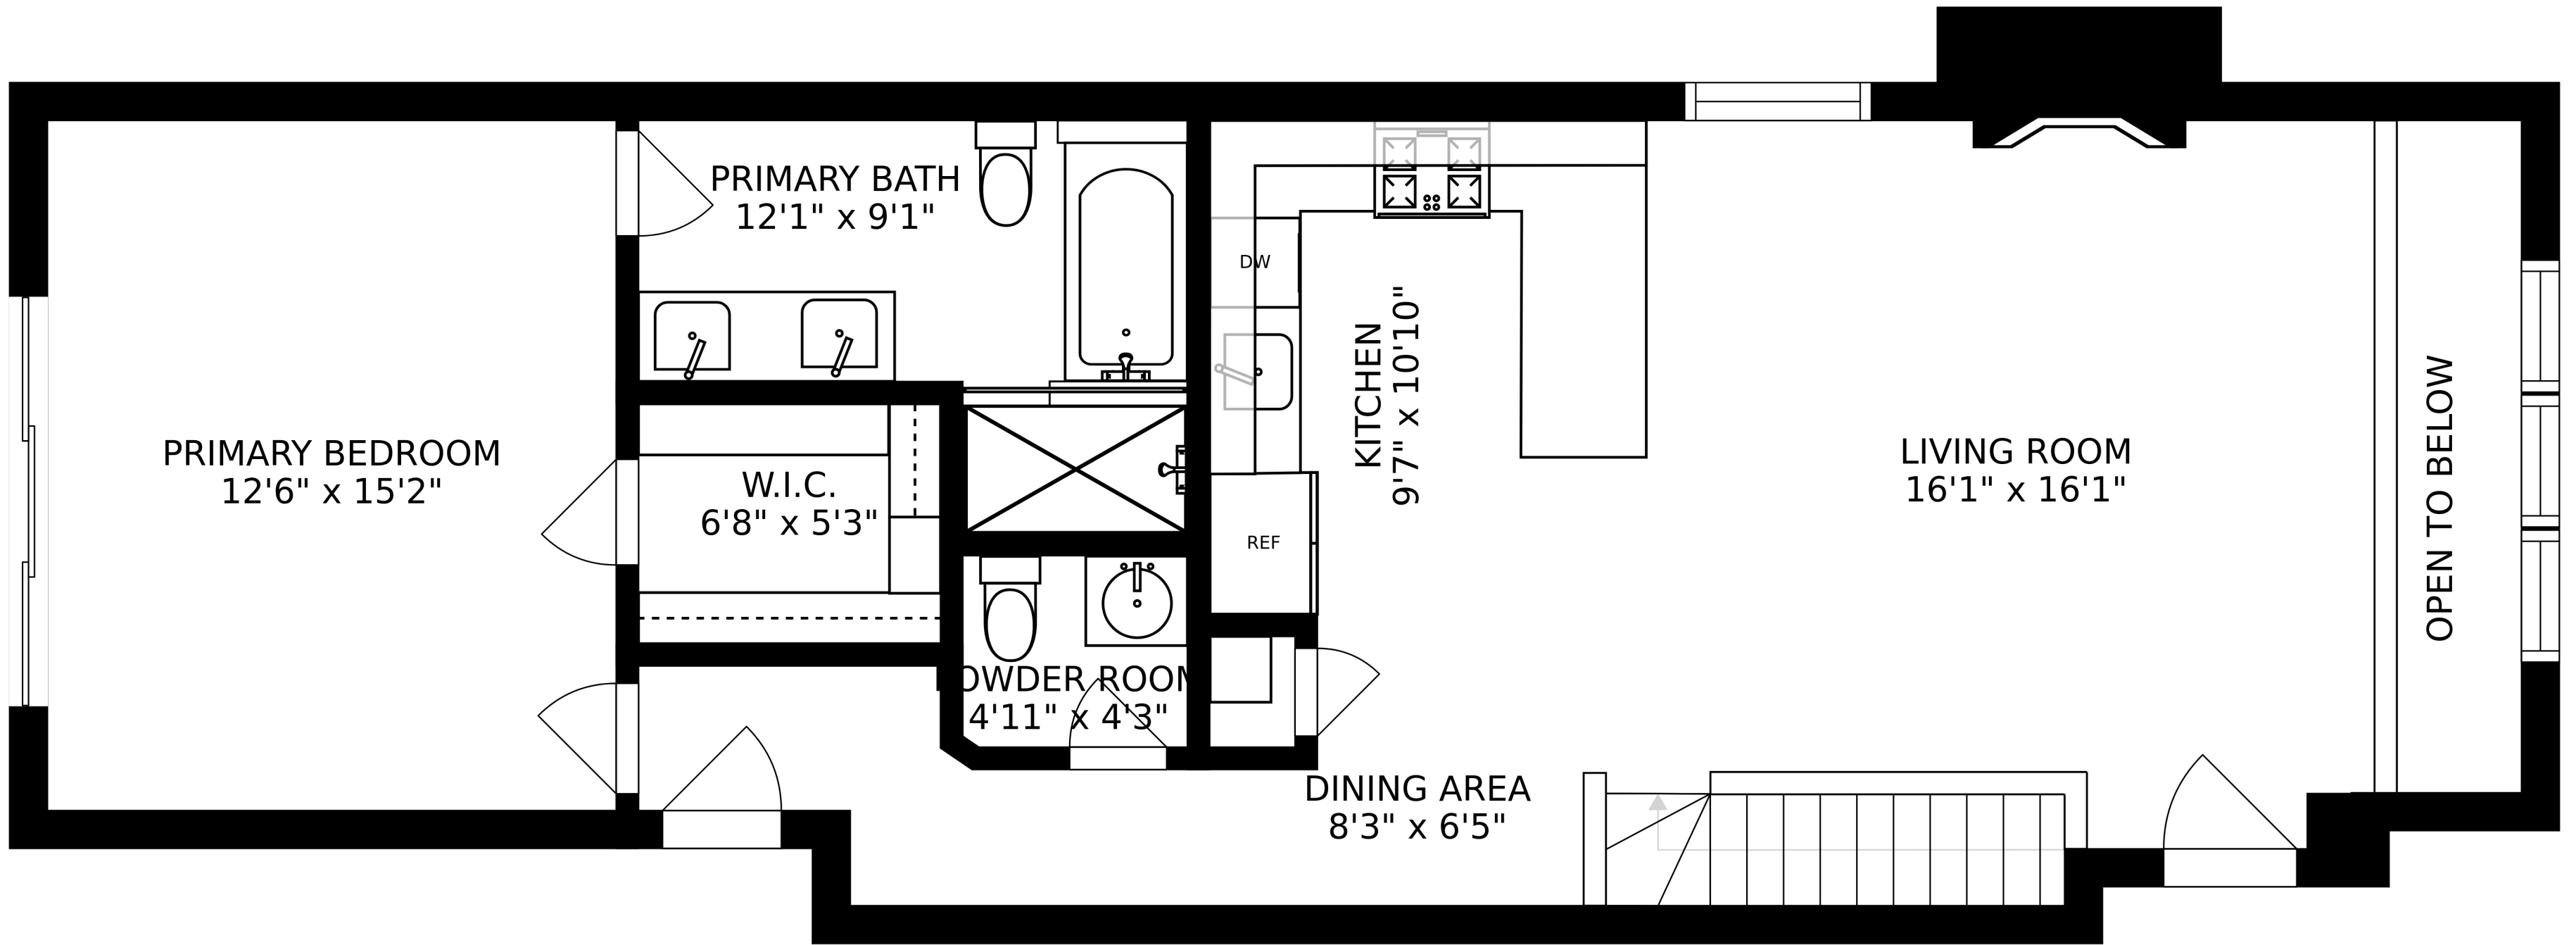 PRIMARY BEDROOM
12'6" x 15'2"
PRIMARY BATH
12'1" x 9'1"
W.I.C.
6'8" x 5'3"
OWDER ROOM
4'11" x 4'3"
DW
REF
KITCHEN
9'7" x 10'10"
DINING AREA
8'3" x 6'5"
LIVING ROOM
16'1" x 16'1"
OPEN TO BELOW